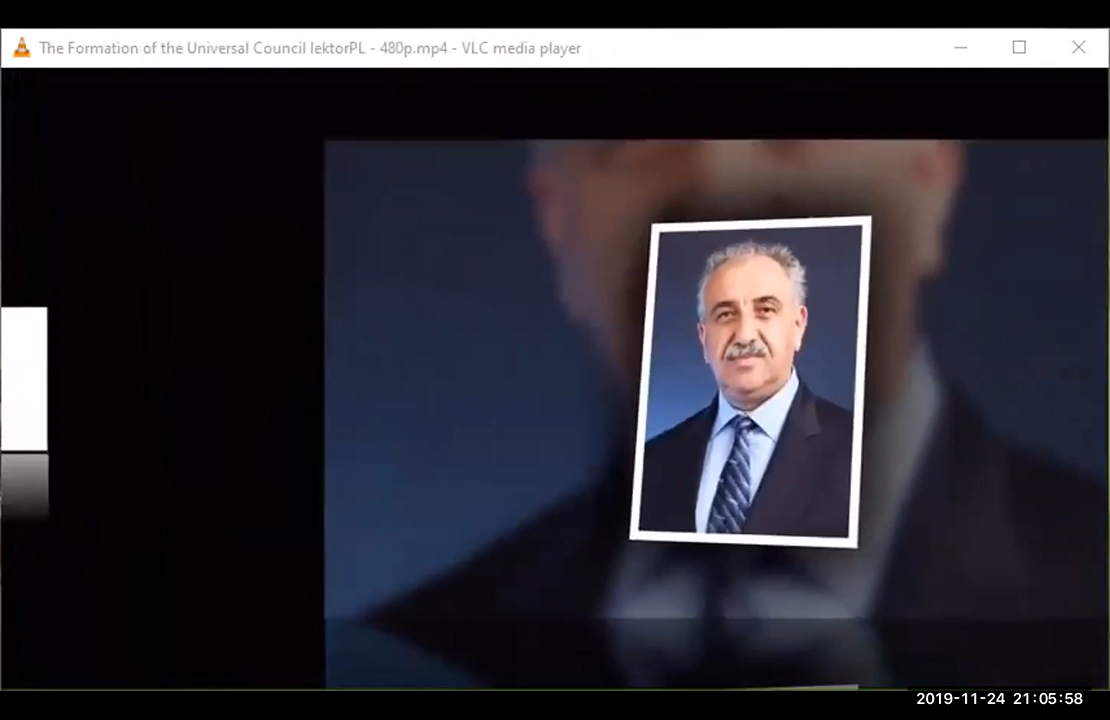 The Formation of the Universal Council lektorPL - 480p.mp4 - VLC media player
2019-11-24 21:05:58